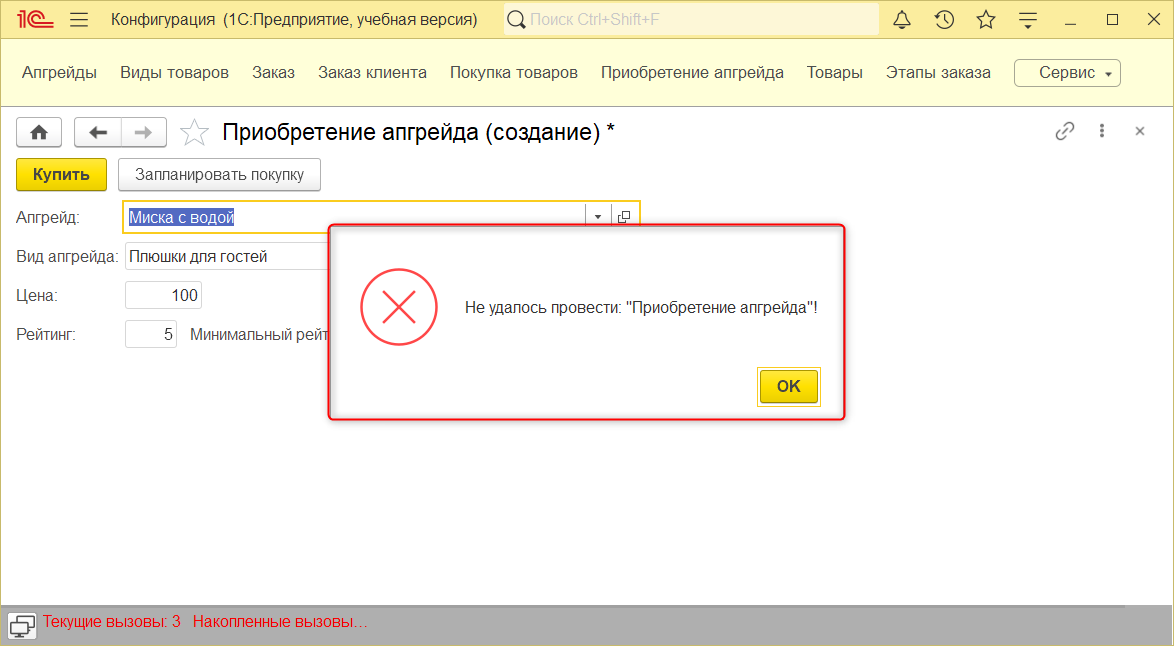 1С Конфигурация (1С:Предприятие, учебная версия) Поиск Ctrl+Shift+F
Апгрейды Виды товаров Заказ Заказ клиента Покупка товаров Приобретение апгрейда Товары Этапы заказа Сервис
Приобретение апгрейда (создание) *
Купить Запланировать покупку
Апгрейд: Миска с водой
Вид апгрейда: Плюшки для гостей
Цена: 100
Рейтинг: 5 Минимальный рейт
Не удалось провести: "Приобретение апгрейда"!
OK
Текущие вызовы: 3 Накопленные вызовы...